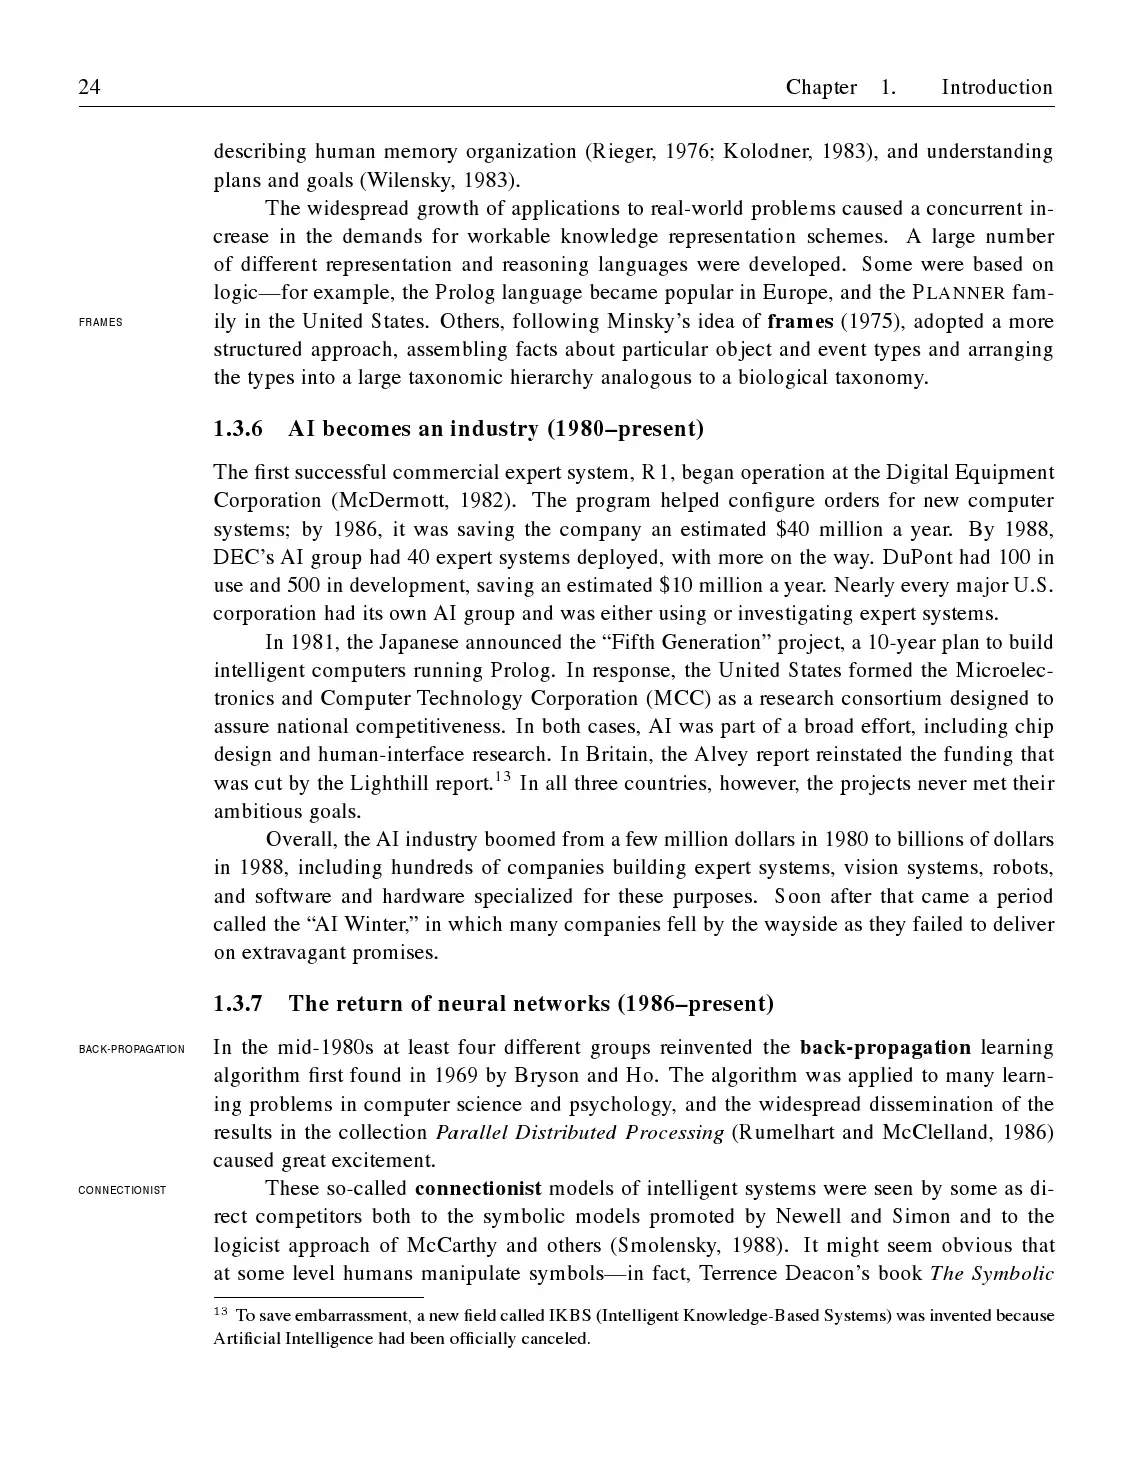 24 Chapter 1. Introduction
describing human memory organization (Rieger, 1976; Kolodner, 1983), and understanding
plans and goals (Wilensky, 1983).
The widespread growth of applications to real-world problems caused a concurrent in-
crease in the demands for workable knowledge representation schemes. A large number
of different representation and reasoning languages were developed. Some were based on
logic—for example, the Prolog language became popular in Europe, and the PLANNER fam-
FRAMES
ily in the United States. Others, following Minsky's idea of frames (1975), adopted a more
structured approach, assembling facts about particular object and event types and arranging
the types into a large taxonomic hierarchy analogous to a biological taxonomy.
1.3.6 AI becomes an industry (1980–present)
The first successful commercial expert system, R1, began operation at the Digital Equipment
Corporation (McDermott, 1982). The program helped configure orders for new computer
systems; by 1986, it was saving the company an estimated $40 million a year. By 1988,
DEC's AI group had 40 expert systems deployed, with more on the way. DuPont had 100 in
use and 500 in development, saving an estimated $10 million a year. Nearly every major U.S.
corporation had its own AI group and was either using or investigating expert systems.
In 1981, the Japanese announced the “Fifth Generation” project, a 10-year plan to build
intelligent computers running Prolog. In response, the United States formed the Microelec-
tronics and Computer Technology Corporation (MCC) as a research consortium designed to
assure national competitiveness. In both cases, AI was part of a broad effort, including chip
design and human-interface research. In Britain, the Alvey report reinstated the funding that
was cut by the Lighthill report.13 In all three countries, however, the projects never met their
ambitious goals.
Overall, the AI industry boomed from a few million dollars in 1980 to billions of dollars
in 1988, including hundreds of companies building expert systems, vision systems, robots,
and software and hardware specialized for these purposes. Soon after that came a period
called the “AI Winter,” in which many companies fell by the wayside as they failed to deliver
on extravagant promises.
1.3.7 The return of neural networks (1986–present)
BACK-PROPAGATION
In the mid-1980s at least four different groups reinvented the back-propagation learning
algorithm first found in 1969 by Bryson and Ho. The algorithm was applied to many learn-
ing problems in computer science and psychology, and the widespread dissemination of the
results in the collection Parallel Distributed Processing (Rumelhart and McClelland, 1986)
caused great excitement.
CONNECTIONIST
These so-called connectionist models of intelligent systems were seen by some as di-
rect competitors both to the symbolic models promoted by Newell and Simon and to the
logicist approach of McCarthy and others (Smolensky, 1988). It might seem obvious that
at some level humans manipulate symbols—in fact, Terrence Deacon's book The Symbolic
13 To save embarrassment, a new field called IKBS (Intelligent Knowledge-Based Systems) was invented because
Artificial Intelligence had been officially canceled.